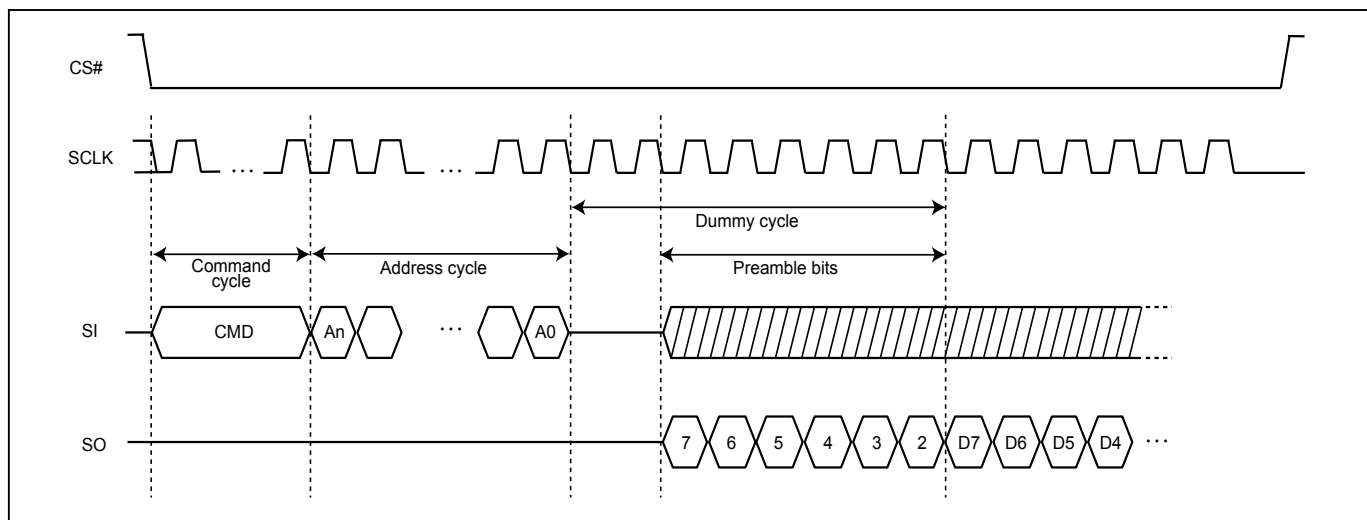 CS#
SCLK
... ...
Dummy cycle
Command
cycle
Address cycle
Preamble bits
SI
CMD An ... A0
SO
7 6 5 4 3 2 D7 D6 D5 D4 ...